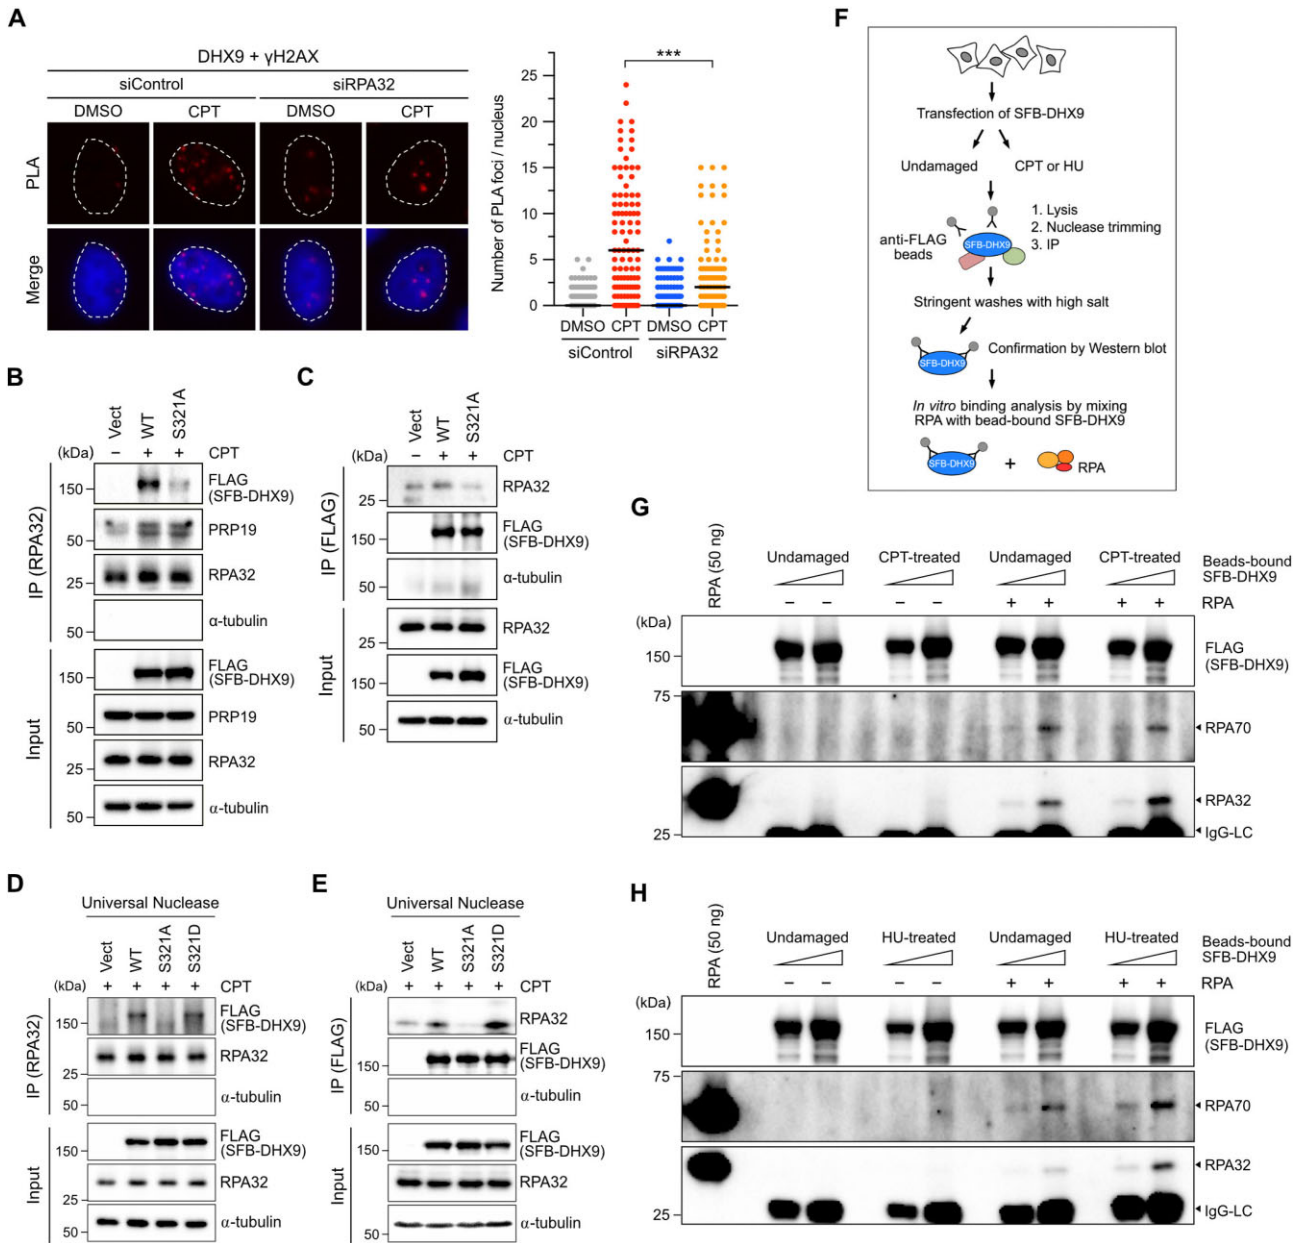 A
DHX9 + γH2AX
siControl
siRPA32
DMSO
CPT
DMSO
CPT
PLA
Merge
Number of PLA foci / nucleus
25
20
15
10
5
0
***
DMSO CPT DMSO CPT
siControl siRPA32
F
Transfection of SFB-DHX9
Undamaged
CPT or HU
anti-FLAG
beads
SFB-DHX9
1. Lysis
2. Nuclease trimming
3. IP
Stringent washes with high salt
SFB-DHX9
Confirmation by Western blot
In vitro binding analysis by mixing
RPA with bead-bound SFB-DHX9
SFB-DHX9
+
RPA
B
Vect
WT
S321A
(kDa) – + + CPT
IP (RPA32)
150
FLAG
(SFB-DHX9)
50
PRP19
25
RPA32
50
α-tubulin
Input
150
FLAG
(SFB-DHX9)
50
PRP19
25
RPA32
50
α-tubulin
C
Vect
WT
S321A
(kDa) – + + CPT
IP (FLAG)
25
RPA32
150
FLAG
(SFB-DHX9)
50
α-tubulin
Input
25
RPA32
150
FLAG
(SFB-DHX9)
50
α-tubulin
D
Universal Nuclease
Vect
WT
S321A
S321D
(kDa) + + + + CPT
IP (RPA32)
150
FLAG
(SFB-DHX9)
25
RPA32
50
α-tubulin
Input
150
FLAG
(SFB-DHX9)
25
RPA32
50
α-tubulin
E
Universal Nuclease
Vect
WT
S321A
S321D
(kDa) + + + + CPT
IP (FLAG)
25
RPA32
150
FLAG
(SFB-DHX9)
50
α-tubulin
Input
150
FLAG
(SFB-DHX9)
25
RPA32
50
α-tubulin
G
RPA (50 ng)
Undamaged
CPT-treated
Undamaged
CPT-treated
Beads-bound
SFB-DHX9
– – – – + + + + RPA
(kDa)
150
FLAG
(SFB-DHX9)
75
RPA70
RPA32
25
IgG-LC
H
RPA (50 ng)
Undamaged
HU-treated
Undamaged
HU-treated
Beads-bound
SFB-DHX9
– – – – + + + + RPA
(kDa)
150
FLAG
(SFB-DHX9)
75
RPA70
RPA32
25
IgG-LC